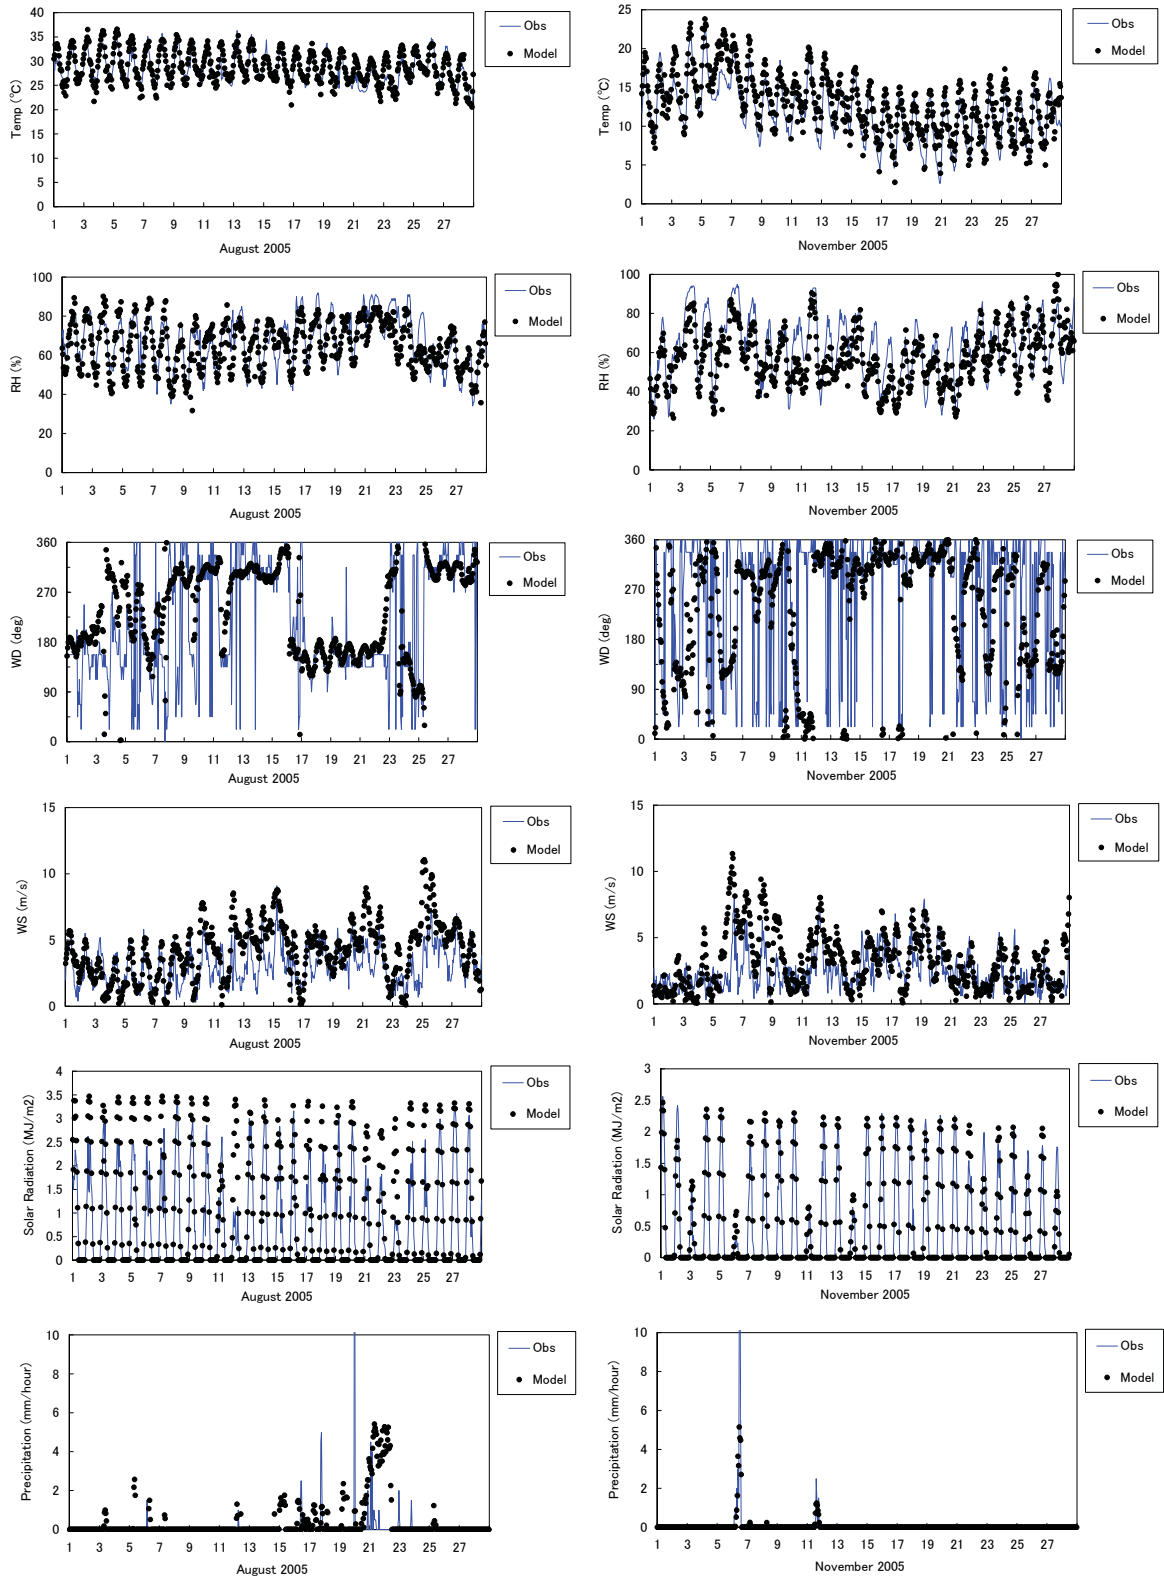 40
35
30
25
20
15
10
5
0
Temp (℃)
1 3 5 7 9 11 13 15 17 19 21 23 25 27
August 2005
Obs
Model
25
20
15
10
5
0
Temp (℃)
1 3 5 7 9 11 13 15 17 19 21 23 25 27
November 2005
Obs
Model
100
80
60
40
20
0
RH (%)
1 3 5 7 9 11 13 15 17 19 21 23 25 27
August 2005
Obs
Model
100
80
60
40
20
0
RH (%)
1 3 5 7 9 11 13 15 17 19 21 23 25 27
November 2005
Obs
Model
360
270
180
90
0
WD (deg)
1 3 5 7 9 11 13 15 17 19 21 23 25 27
August 2005
Obs
Model
360
270
180
90
0
WD (deg)
1 3 5 7 9 11 13 15 17 19 21 23 25 27
November 2005
Obs
Model
15
10
5
0
WS (m/s)
1 3 5 7 9 11 13 15 17 19 21 23 25 27
August 2005
Obs
Model
15
10
5
0
WS (m/s)
1 3 5 7 9 11 13 15 17 19 21 23 25 27
November 2005
Obs
Model
4
3.5
3
2.5
2
1.5
1
0.5
0
Solar Radiation (MJ/m2)
1 3 5 7 9 11 13 15 17 19 21 23 25 27
August 2005
Obs
Model
3
2.5
2
1.5
1
0.5
0
Solar Radiation (MJ/m2)
1 3 5 7 9 11 13 15 17 19 21 23 25 27
November 2005
Obs
Model
10
8
6
4
2
0
Precipitation (mm/hour)
1 3 5 7 9 11 13 15 17 19 21 23 25 27
August 2005
Obs
Model
10
8
6
4
2
0
Precipitation (mm/hour)
1 3 5 7 9 11 13 15 17 19 21 23 25 27
November 2005
Obs
Model